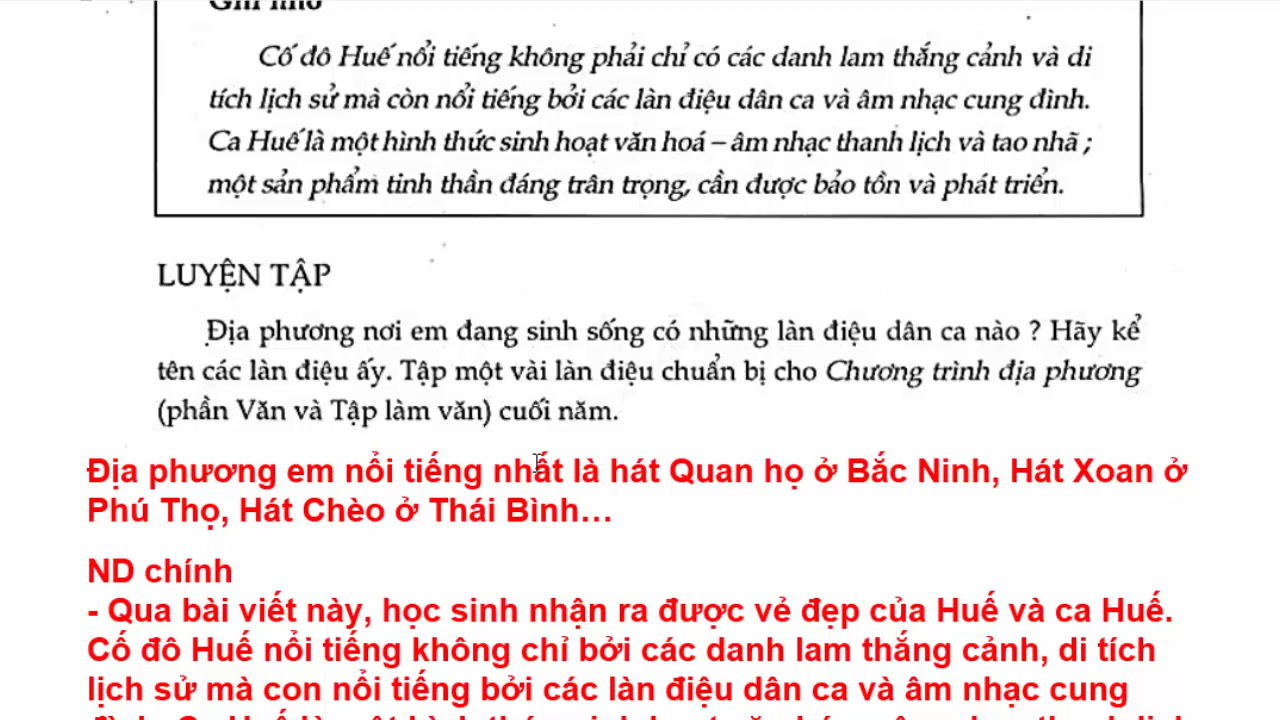 Ghi nhớ
Cố đô Huế nổi tiếng không phải chỉ có các danh lam thắng cảnh và di
tích lịch sử mà còn nổi tiếng bởi các làn điệu dân ca và âm nhạc cung đình.
Ca Huế là một hình thức sinh hoạt văn hoá – âm nhạc thanh lịch và tao nhã ;
một sản phẩm tinh thần đáng trân trọng, cần được bảo tồn và phát triển.
LUYỆN TẬP
Địa phương nơi em đang sinh sống có những làn điệu dân ca nào ? Hãy kể
tên các làn điệu ấy. Tập một vài làn điệu chuẩn bị cho Chương trình địa phương
(phần Văn và Tập làm văn) cuối năm.
Địa phương em nổi tiếng nhất là hát Quan họ ở Bắc Ninh, Hát Xoan ở
Phú Thọ, Hát Chèo ở Thái Bình...
ND chính
- Qua bài viết này, học sinh nhận ra được vẻ đẹp của Huế và ca Huế.
Cố đô Huế nổi tiếng không chỉ bởi các danh lam thắng cảnh, di tích
lịch sử mà con nổi tiếng bởi các làn điệu dân ca và âm nhạc cung